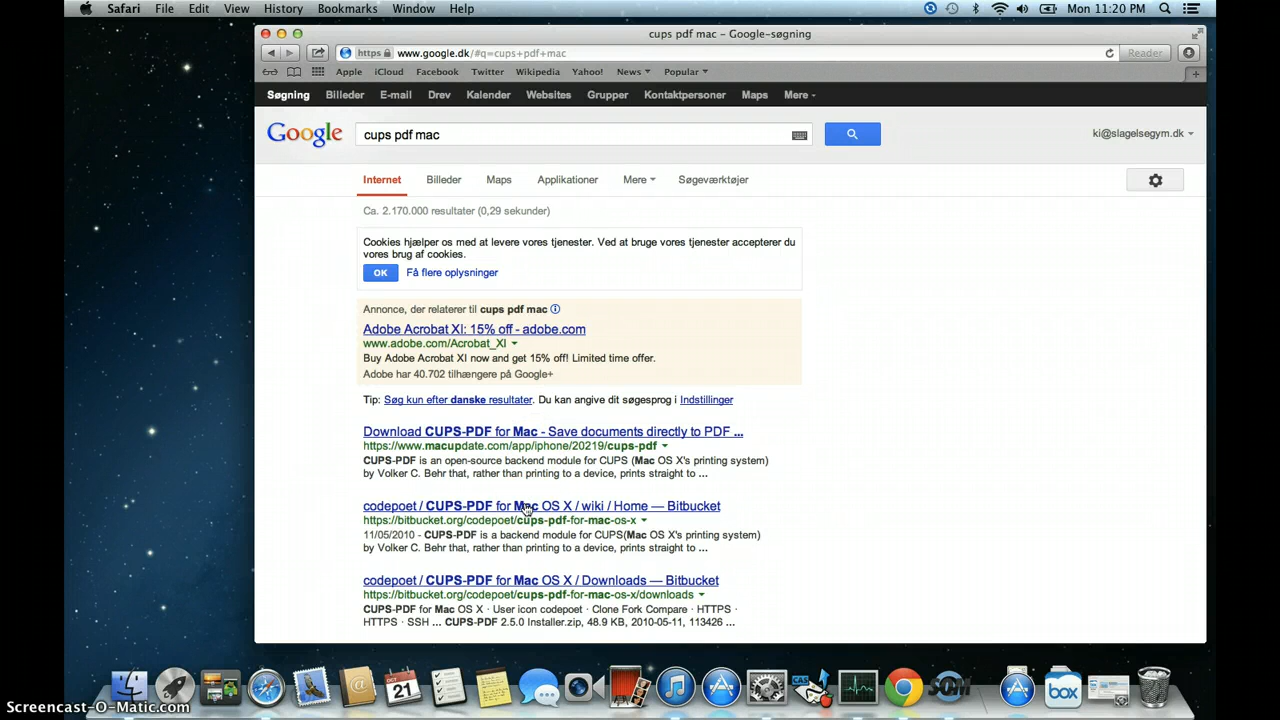 Safari File Edit View History Bookmarks Window Help Mon 11:20 PM
cups pdf mac – Google-søgning
https www.google.dk/#q=cups+pdf+mac Reader
Apple iCloud Facebook Twitter Wikipedia Yahoo! News Popular
Søgning Billeder E-mail Drev Kalender Websites Grupper Kontaktpersoner Maps Mere
Google cups pdf mac ki@slagelsegym.dk
Internet Billeder Maps Applikationer Mere Søgeværktøjer
Ca. 2.170.000 resultater (0,29 sekunder)
Cookies hjælper os med at levere vores tjenester. Ved at bruge vores tjenester accepterer du
vores brug af cookies.
OK Få flere oplysninger
Annonce, der relaterer til cups pdf mac
Adobe Acrobat XI: 15% off - adobe.com
www.adobe.com/Acrobat_XI
Buy Adobe Acrobat XI now and get 15% off! Limited time offer.
Adobe har 40.702 tilhængere på Google+
Tip: Søg kun efter danske resultater. Du kan angive dit søgesprog i Indstillinger
Download CUPS-PDF for Mac - Save documents directly to PDF ...
https://www.macupdate.com/app/iphone/20219/cups-pdf
CUPS-PDF is an open-source backend module for CUPS (Mac OS X's printing system)
by Volker C. Behr that, rather than printing to a device, prints straight to ...
codepoet / CUPS-PDF for Mac OS X / wiki / Home — Bitbucket
https://bitbucket.org/codepoet/cups-pdf-for-mac-os-x
11/05/2010 - CUPS-PDF is a backend module for CUPS(Mac OS X's printing system)
by Volker C. Behr that, rather than printing to a device, prints straight to ...
codepoet / CUPS-PDF for Mac OS X / Downloads — Bitbucket
https://bitbucket.org/codepoet/cups-pdf-for-mac-os-x/downloads
CUPS-PDF for Mac OS X · User icon codepoet · Clone Fork Compare · HTTPS ·
HTTPS · SSH ... CUPS-PDF 2.5.0 Installer.zip, 48.9 KB, 2010-05-11, 113426 ...
OCT
21
CAS
SOM
box
Screencast-O-Matic.com